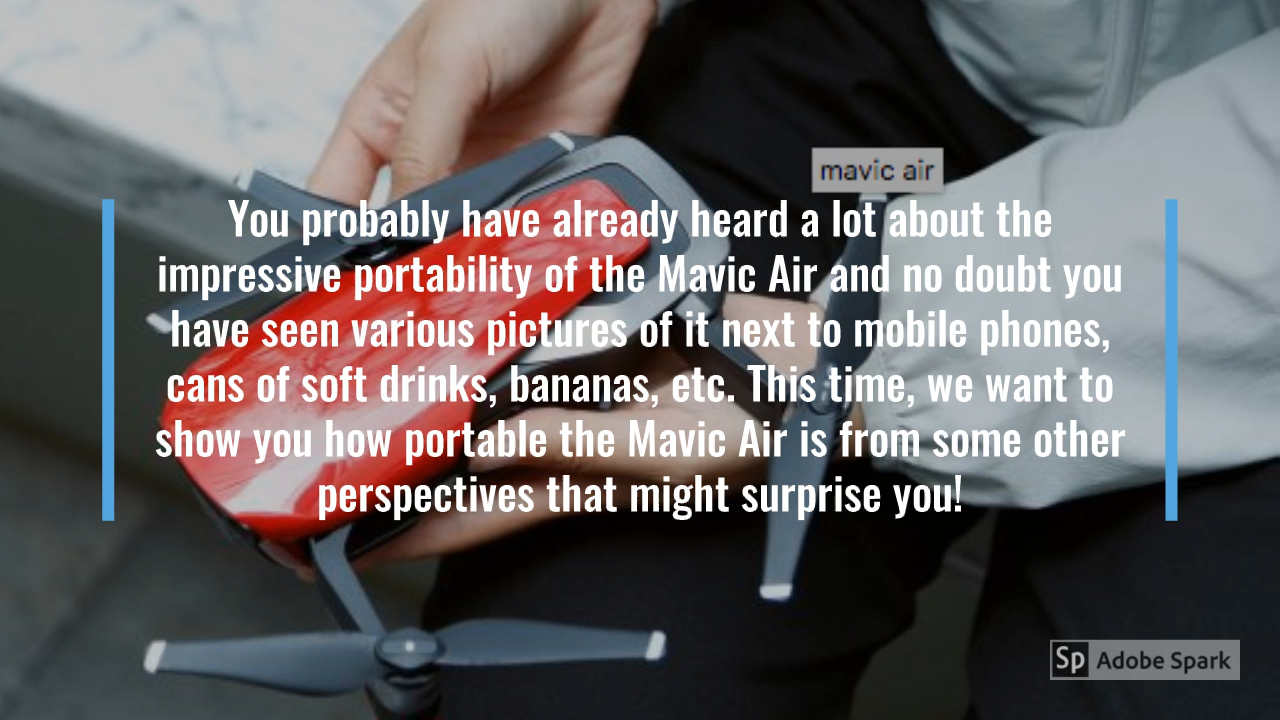 mavic air
You probably have already heard a lot about the
impressive portability of the Mavic Air and no doubt you
have seen various pictures of it next to mobile phones,
cans of soft drinks, bananas, etc. This time, we want to
show you how portable the Mavic Air is from some other
perspectives that might surprise you!
Sp Adobe Spark